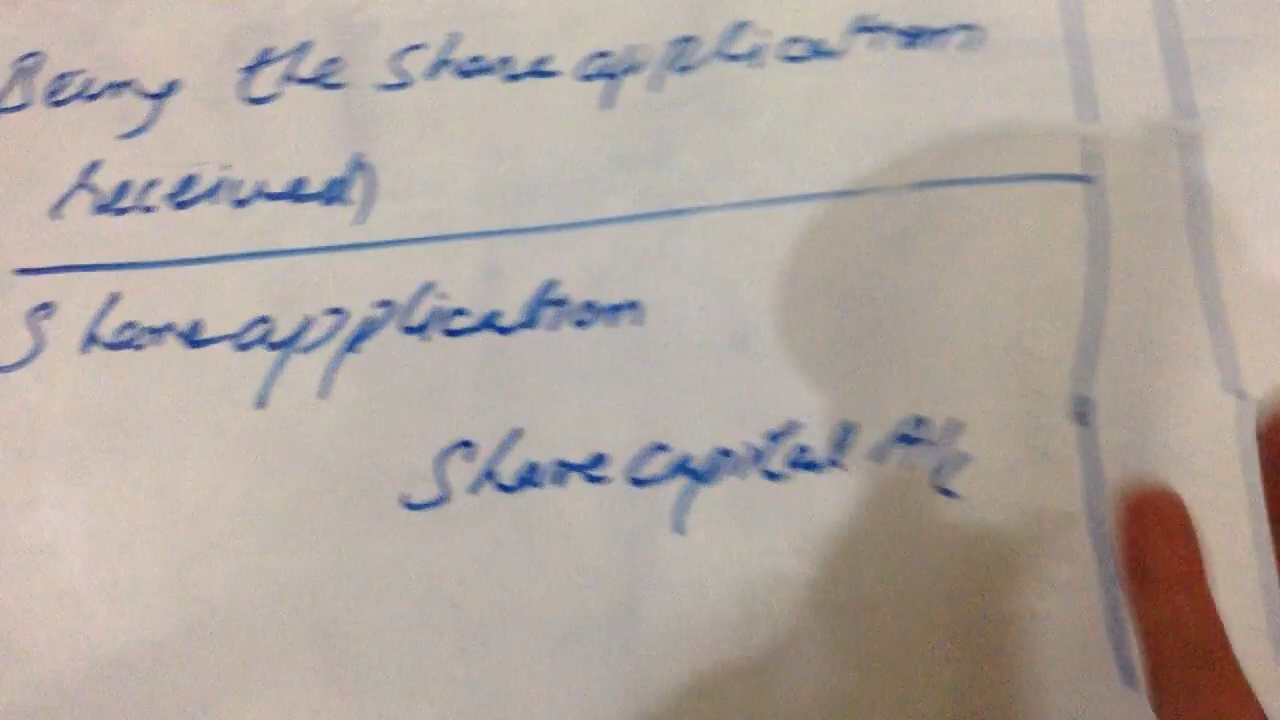 Being the Share application
received)
Share application
Share capital A/c